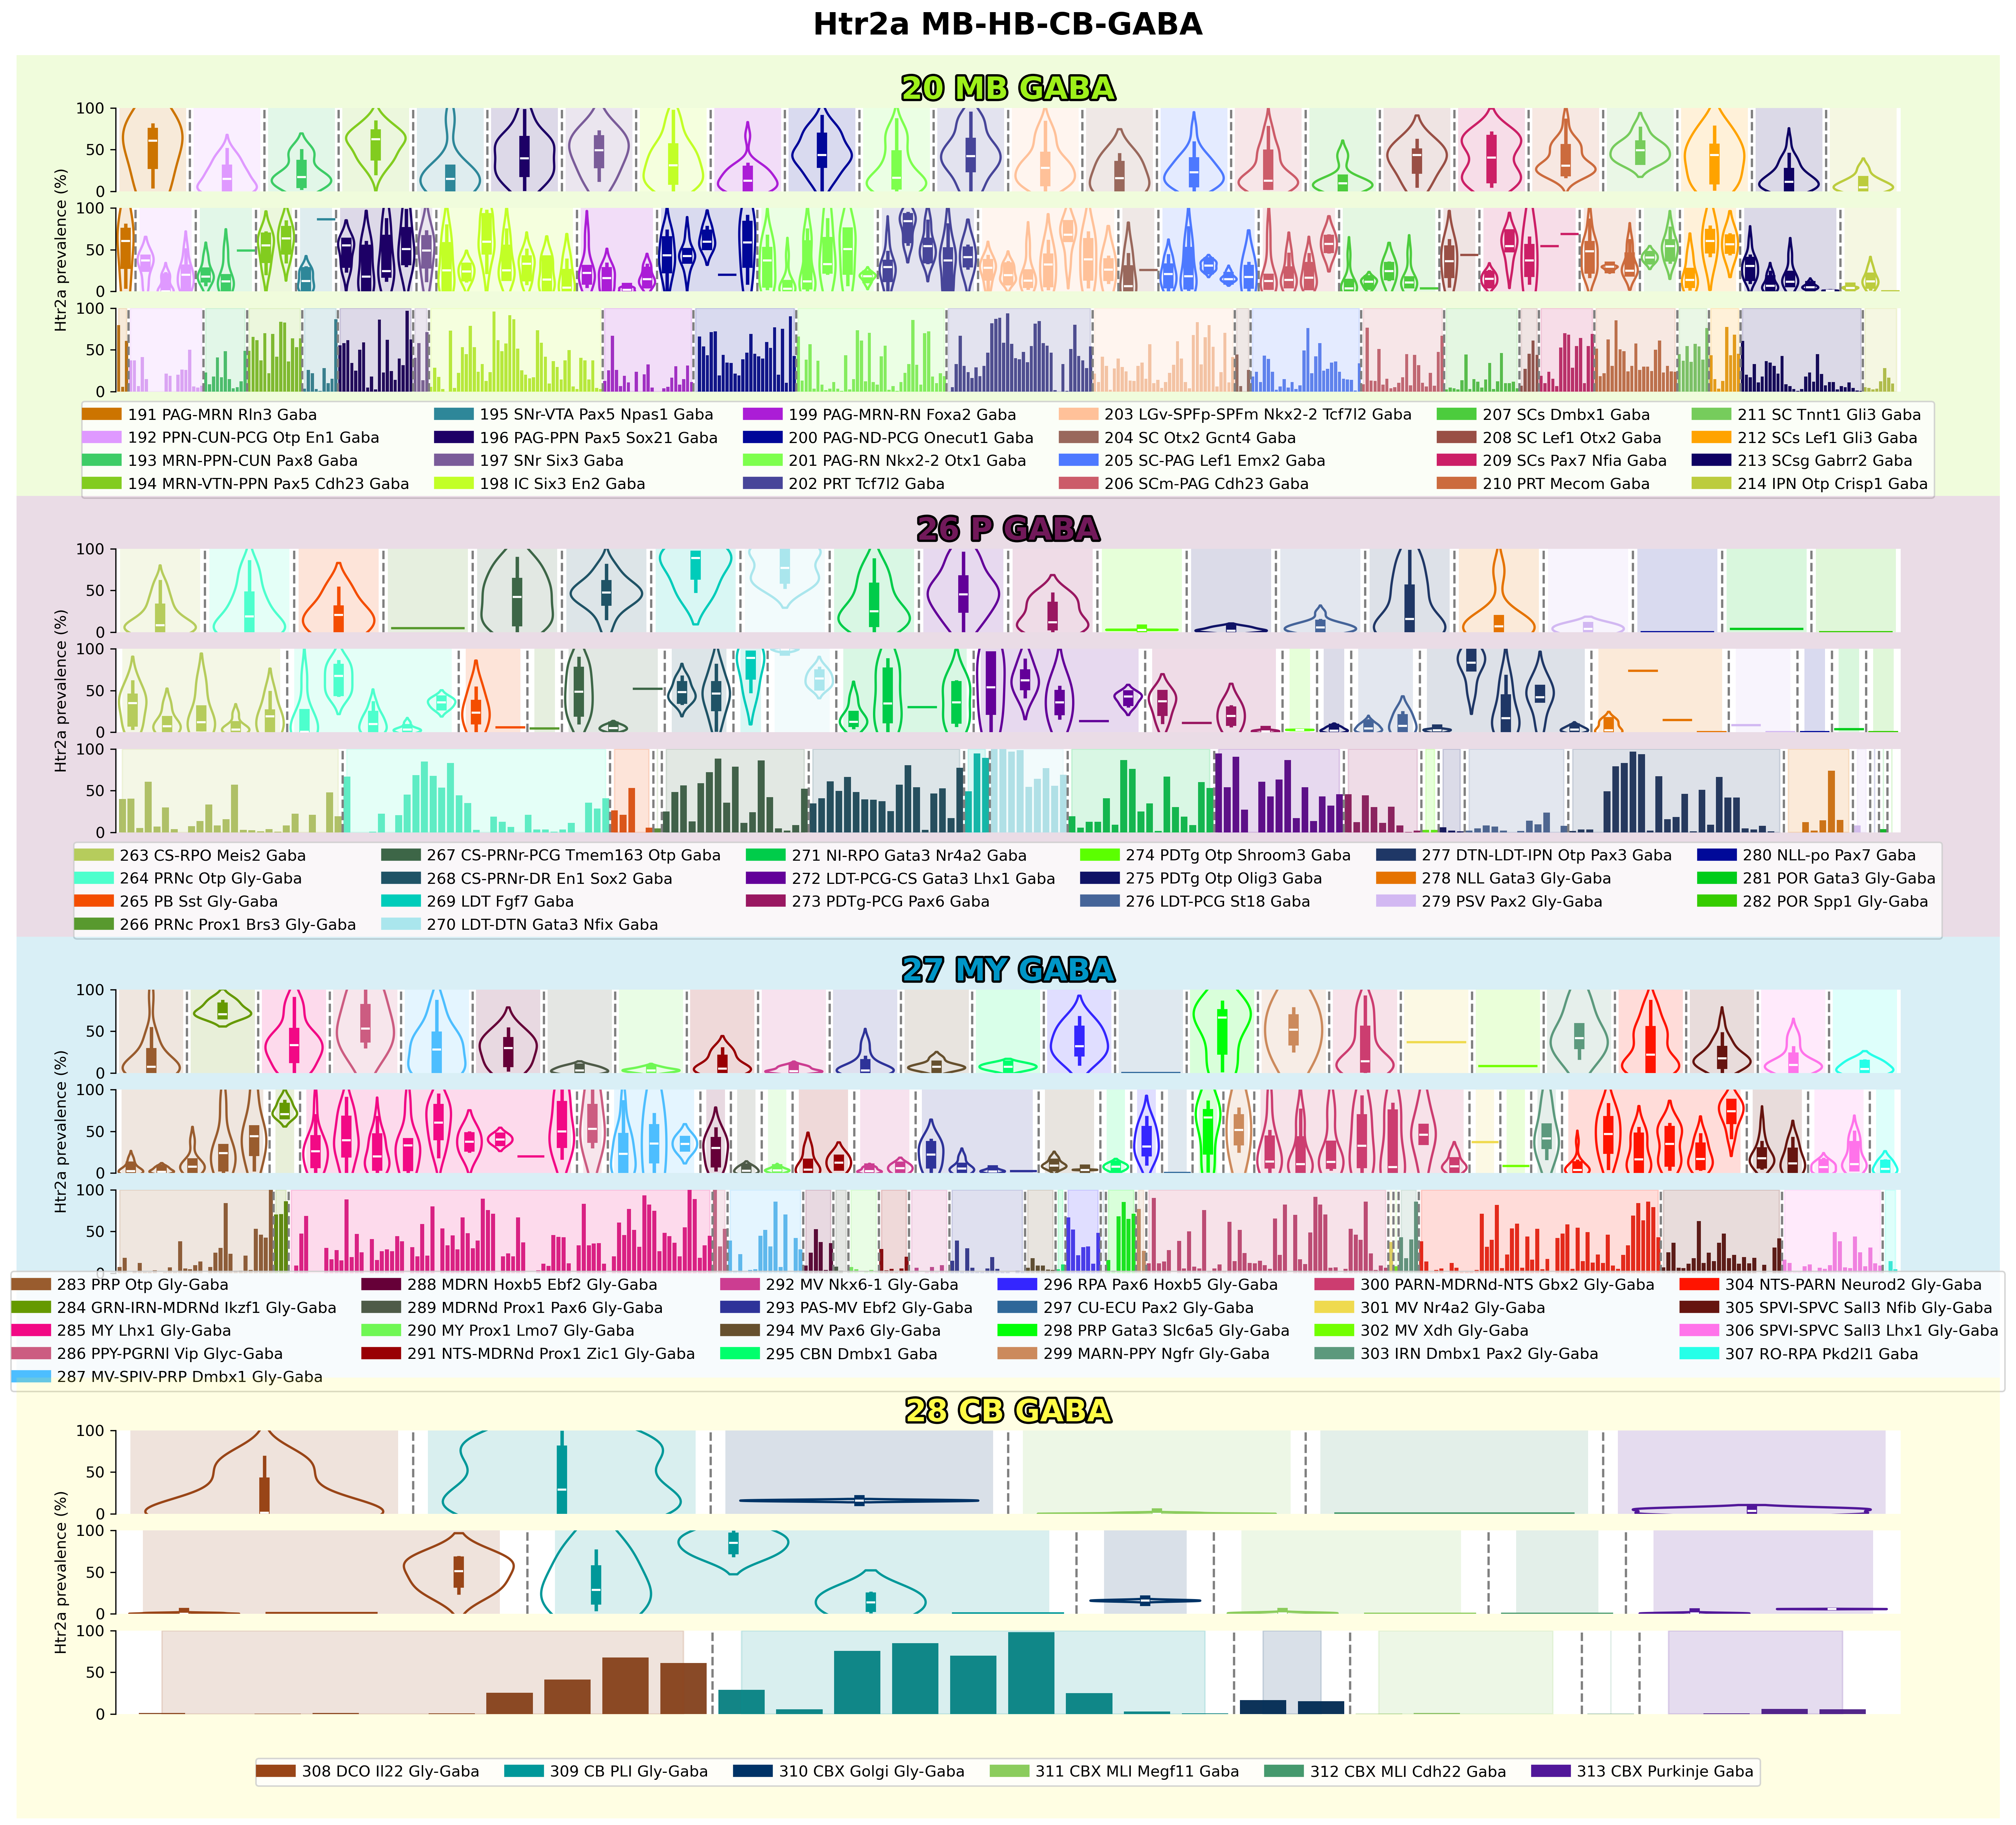 Htr2a MB-HB-CB-GABA
20 MB GABA
100
50
0
100
50
0
100
50
0
Htr2a prevalence (%)
191 PAG-MRN Rln3 Gaba
192 PPN-CUN-PCG Otp En1 Gaba
193 MRN-PPN-CUN Pax8 Gaba
194 MRN-VTN-PPN Pax5 Cdh23 Gaba
195 SNr-VTA Pax5 Npas1 Gaba
196 PAG-PPN Pax5 Sox21 Gaba
197 SNr Six3 Gaba
198 IC Six3 En2 Gaba
199 PAG-MRN-RN Foxa2 Gaba
200 PAG-ND-PCG Onecut1 Gaba
201 PAG-RN Nkx2-2 Otx1 Gaba
202 PRT Tcf7l2 Gaba
203 LGv-SPFp-SPFm Nkx2-2 Tcf7l2 Gaba
204 SC Otx2 Gcnt4 Gaba
205 SC-PAG Lef1 Emx2 Gaba
206 SCm-PAG Cdh23 Gaba
207 SCs Dmbx1 Gaba
208 SC Lef1 Otx2 Gaba
209 SCs Pax7 Nfia Gaba
210 PRT Mecom Gaba
211 SC Tnnt1 Gli3 Gaba
212 SCs Lef1 Gli3 Gaba
213 SCsg Gabrr2 Gaba
214 IPN Otp Crisp1 Gaba
26 P GABA
100
50
0
100
50
0
100
50
0
Htr2a prevalence (%)
263 CS-RPO Meis2 Gaba
264 PRNc Otp Gly-Gaba
265 PB Sst Gly-Gaba
266 PRNc Prox1 Brs3 Gly-Gaba
267 CS-PRNr-PCG Tmem163 Otp Gaba
268 CS-PRNr-DR En1 Sox2 Gaba
269 LDT Fgf7 Gaba
270 LDT-DTN Gata3 Nfix Gaba
271 NI-RPO Gata3 Nr4a2 Gaba
272 LDT-PCG-CS Gata3 Lhx1 Gaba
273 PDTg-PCG Pax6 Gaba
274 PDTg Otp Shroom3 Gaba
275 PDTg Otp Olig3 Gaba
276 LDT-PCG St18 Gaba
277 DTN-LDT-IPN Otp Pax3 Gaba
278 NLL Gata3 Gly-Gaba
279 PSV Pax2 Gly-Gaba
280 NLL-po Pax7 Gaba
281 POR Gata3 Gly-Gaba
282 POR Spp1 Gly-Gaba
27 MY GABA
100
50
0
100
50
0
100
50
0
Htr2a prevalence (%)
283 PRP Otp Gly-Gaba
284 GRN-IRN-MDRNd Ikzf1 Gly-Gaba
285 MY Lhx1 Gly-Gaba
286 PPY-PGRNl Vip Glyc-Gaba
287 MV-SPIV-PRP Dmbx1 Gly-Gaba
288 MDRN Hoxb5 Ebf2 Gly-Gaba
289 MDRNd Prox1 Pax6 Gly-Gaba
290 MY Prox1 Lmo7 Gly-Gaba
291 NTS-MDRNd Prox1 Zic1 Gly-Gaba
292 MV Nkx6-1 Gly-Gaba
293 PAS-MV Ebf2 Gly-Gaba
294 MV Pax6 Gly-Gaba
295 CBN Dmbx1 Gaba
296 RPA Pax6 Hoxb5 Gly-Gaba
297 CU-ECU Pax2 Gly-Gaba
298 PRP Gata3 Slc6a5 Gly-Gaba
299 MARN-PPY Ngfr Gly-Gaba
300 PARN-MDRNd-NTS Gbx2 Gly-Gaba
301 MV Nr4a2 Gly-Gaba
302 MV Xdh Gly-Gaba
303 IRN Dmbx1 Pax2 Gly-Gaba
304 NTS-PARN Neurod2 Gly-Gaba
305 SPVI-SPVC Sall3 Nfib Gly-Gaba
306 SPVI-SPVC Sall3 Lhx1 Gly-Gaba
307 RO-RPA Pkd2l1 Gaba
28 CB GABA
100
50
0
100
50
0
100
50
0
Htr2a prevalence (%)
308 DCO Il22 Gly-Gaba
309 CB PLI Gly-Gaba
310 CBX Golgi Gly-Gaba
311 CBX MLI Megf11 Gaba
312 CBX MLI Cdh22 Gaba
313 CBX Purkinje Gaba